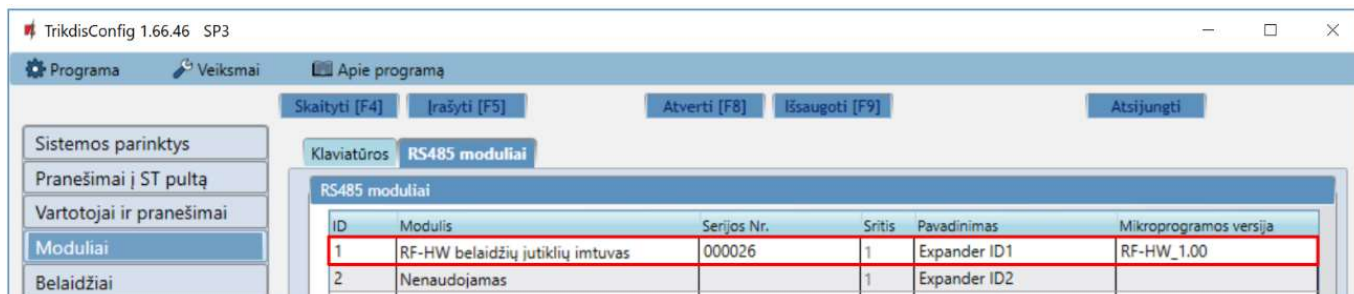 TrikdisConfig 1.66.46 SP3
Programa Veiksmai Apie programą
Skaityti [F4] Įrašyti [F5] Atverti [F8] Išsaugoti [F9] Atsijungti
Sistemos parinktys
Pranešimai į ST pultą
Vartotojai ir pranešimai
Moduliai
Belaidžiai
Klaviatūros RS485 moduliai
RS485 moduliai
ID Modulis Serijos Nr. Sritis Pavadinimas Mikroprogramos versija
1 RF-HW belaidžių jutiklių imtuvas 000026 1 Expander ID1 RF-HW_1.00
2 Nenaudojamas 1 Expander ID2